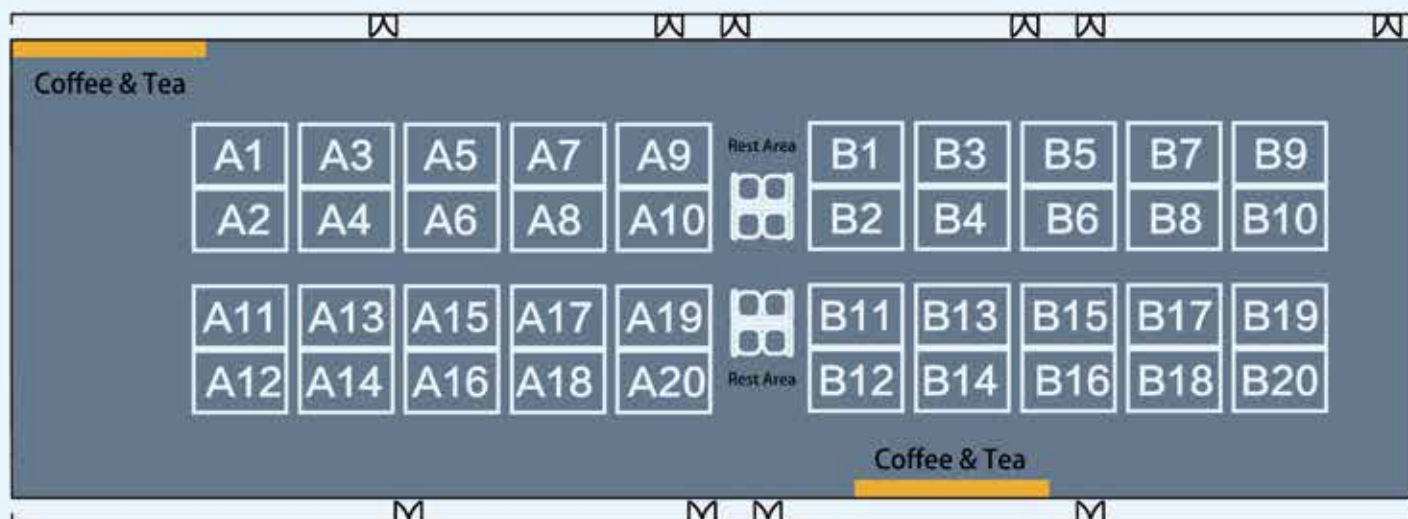 Coffee & Tea
A1 A3 A5 A7 A9 Rest Area B1 B3 B5 B7 B9
A2 A4 A6 A8 A10 B2 B4 B6 B8 B10
A11 A13 A15 A17 A19 B11 B13 B15 B17 B19
A12 A14 A16 A18 A20 Rest Area B12 B14 B16 B18 B20
Coffee & Tea